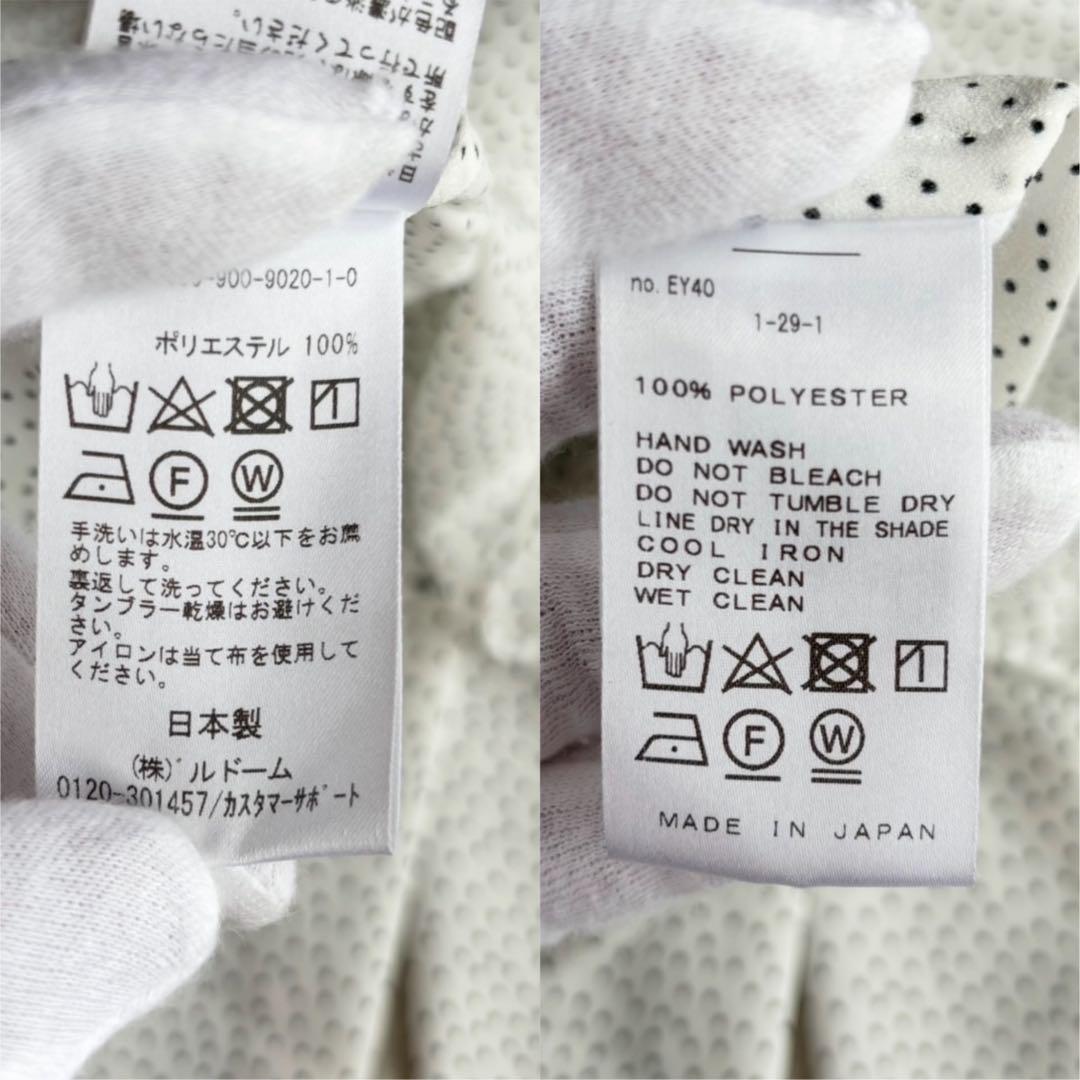 -900-9020-1-0
ポリエステル 100%
F W
手洗いは水温30℃以下をお薦
めします。
裏返して洗ってください。
タンブラー乾燥はお避けくだ
さい。
アイロンは当て布を使用して
ください。
日本製
(株)ﾞルドーム
0120-301457/ｶｽﾀﾏｰｻﾎﾟｰﾄ
no. EY40
1-29-1
100% POLYESTER
HAND WASH
DO NOT BLEACH
DO NOT TUMBLE DRY
LINE DRY IN THE SHADE
COOL IRON
DRY CLEAN
WET CLEAN
F W
MADE IN JAPAN